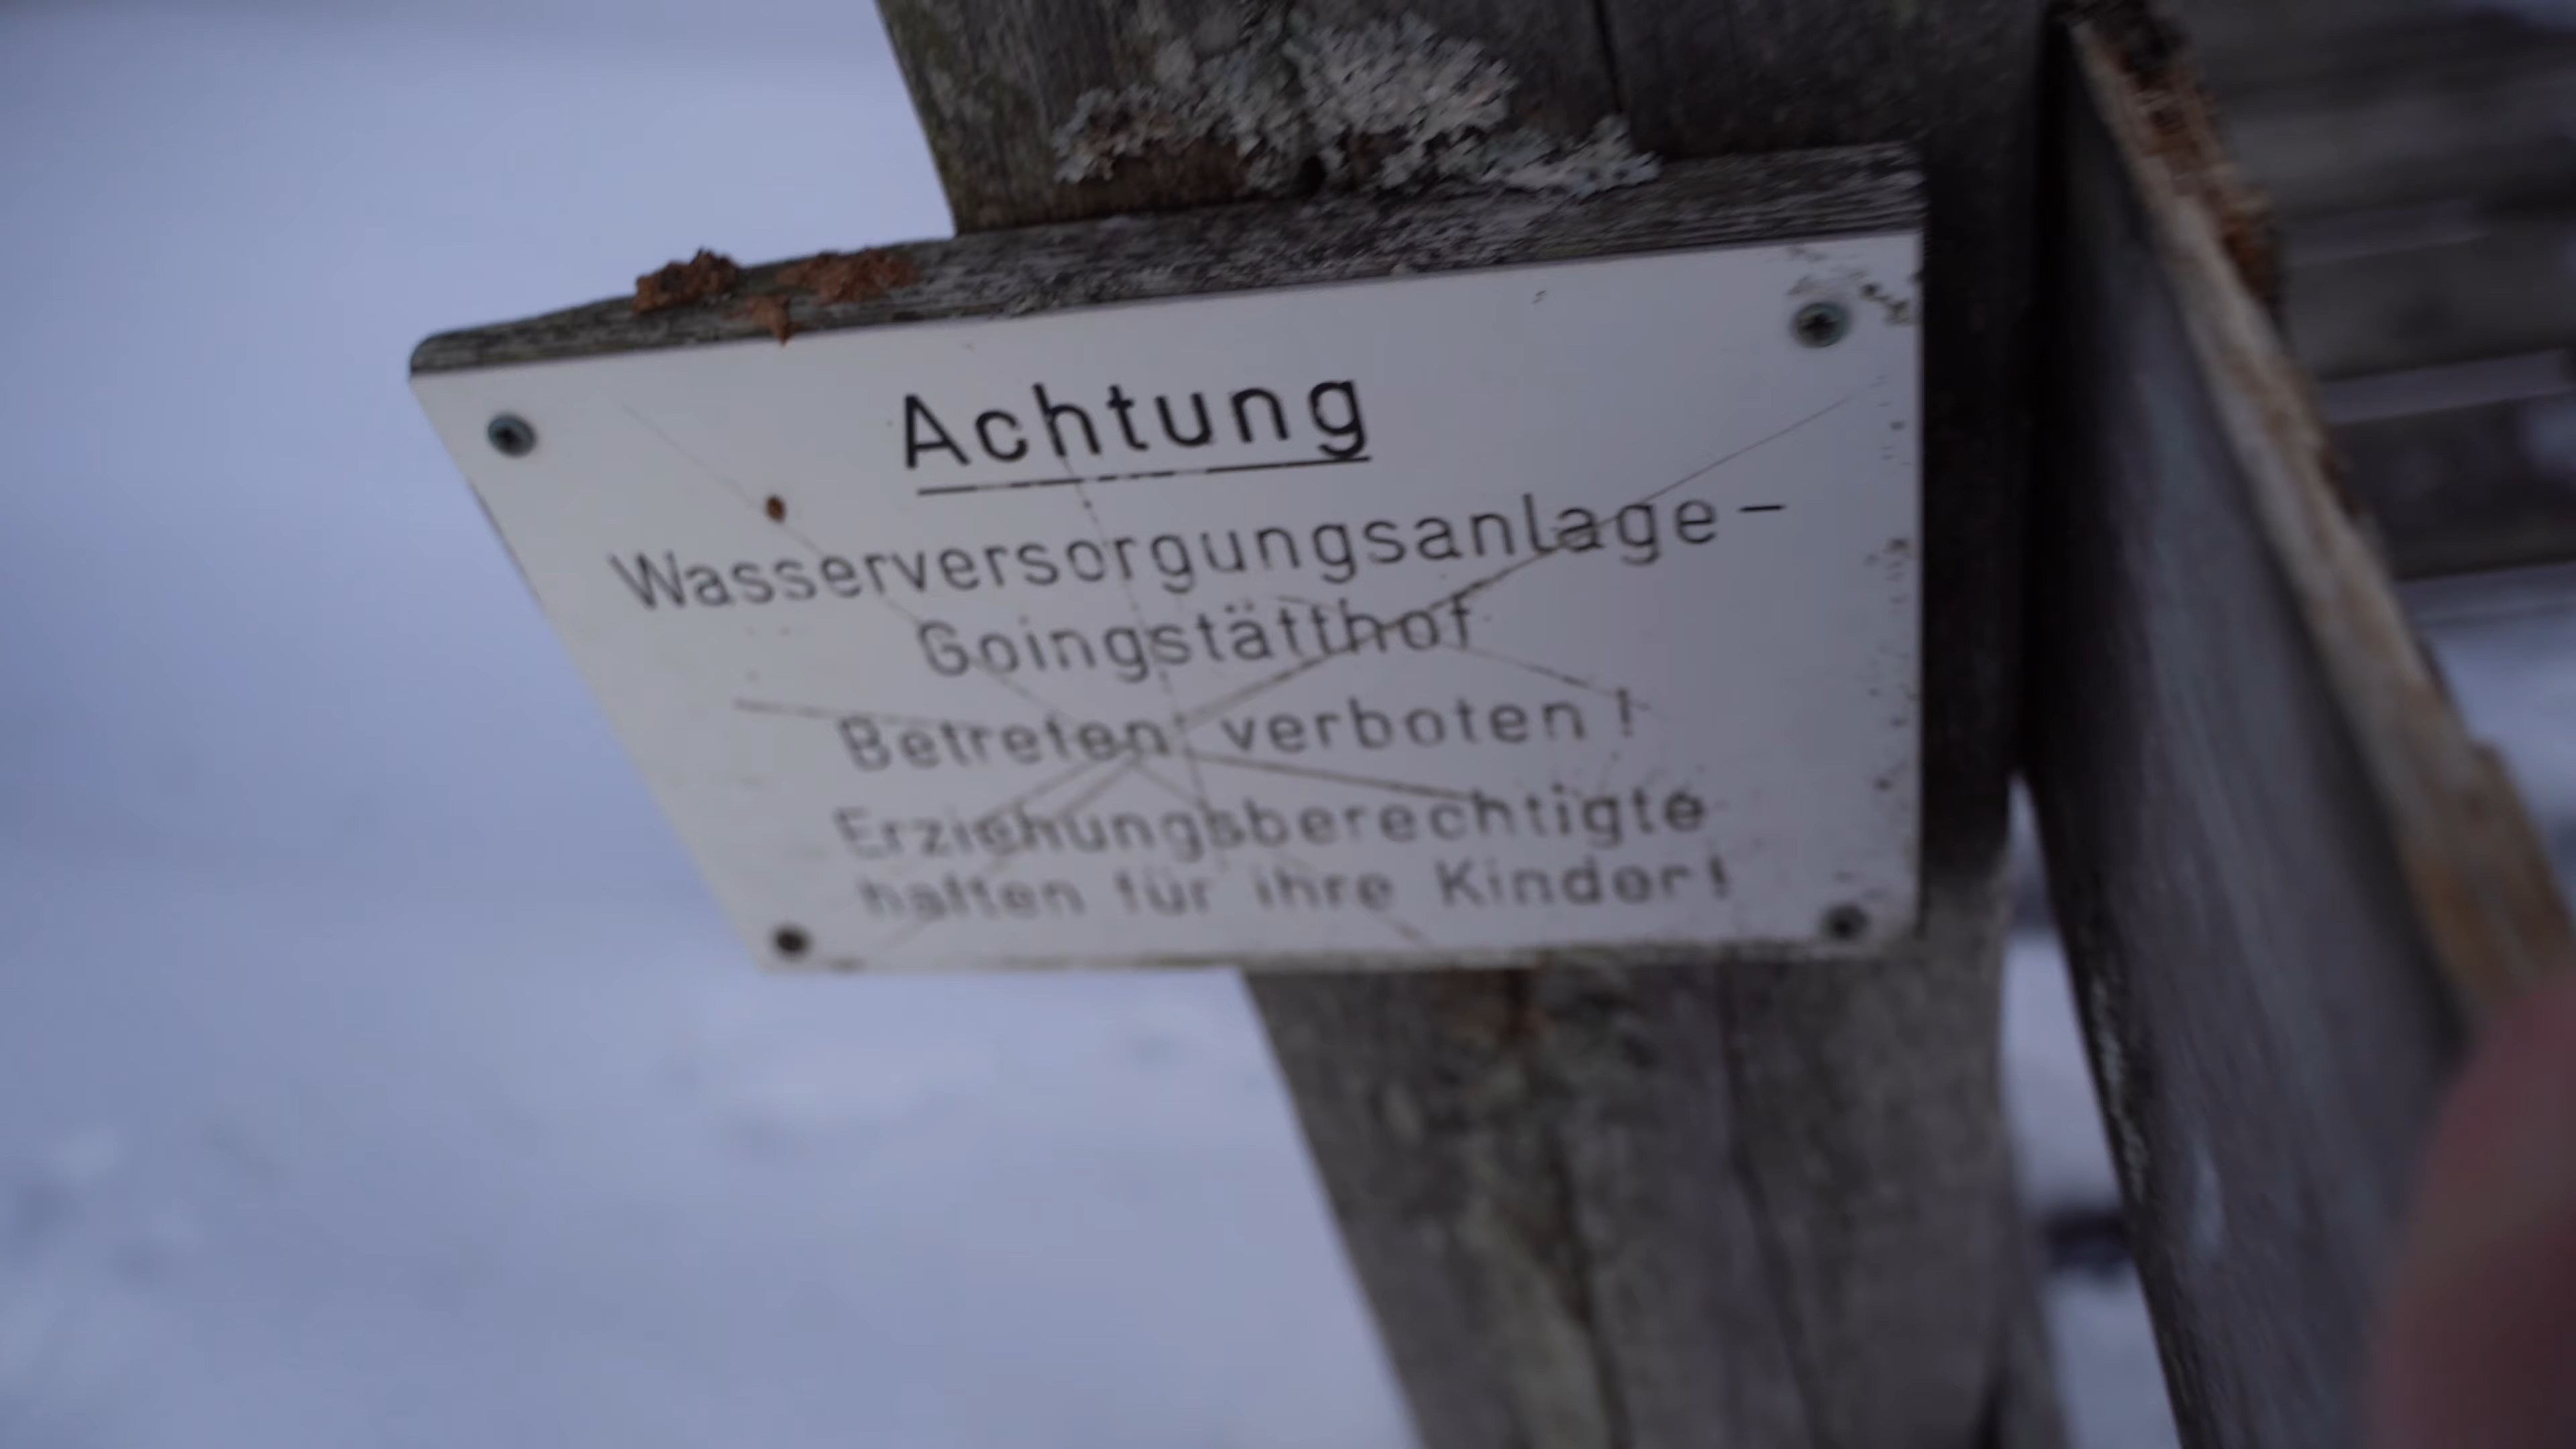 Achtung
Wasserversorgungsanlage -
Goingstätthof
Betreten verboten !
Erziehungsberechtigte
haften für ihre Kinder!